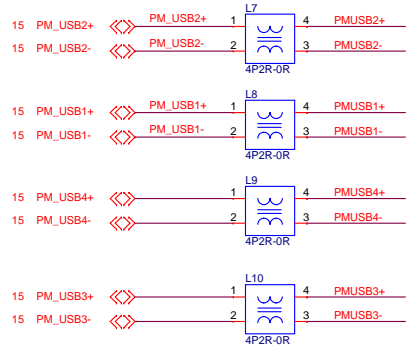 L7
15 PM_USB2+ PM_USB2+ 1 4 PMUSB2+
15 PM_USB2- PM_USB2- 2 3 PMUSB2-
4P2R-0R
L8
15 PM_USB1+ PM_USB1+ 1 4 PMUSB1+
15 PM_USB1- PM_USB1- 2 3 PMUSB1-
4P2R-0R
L9
15 PM_USB4+ 1 4 PMUSB4+
15 PM_USB4- 2 3 PMUSB4-
4P2R-0R
L10
15 PM_USB3+ 1 4 PMUSB3+
15 PM_USB3- 2 3 PMUSB3-
4P2R-0R